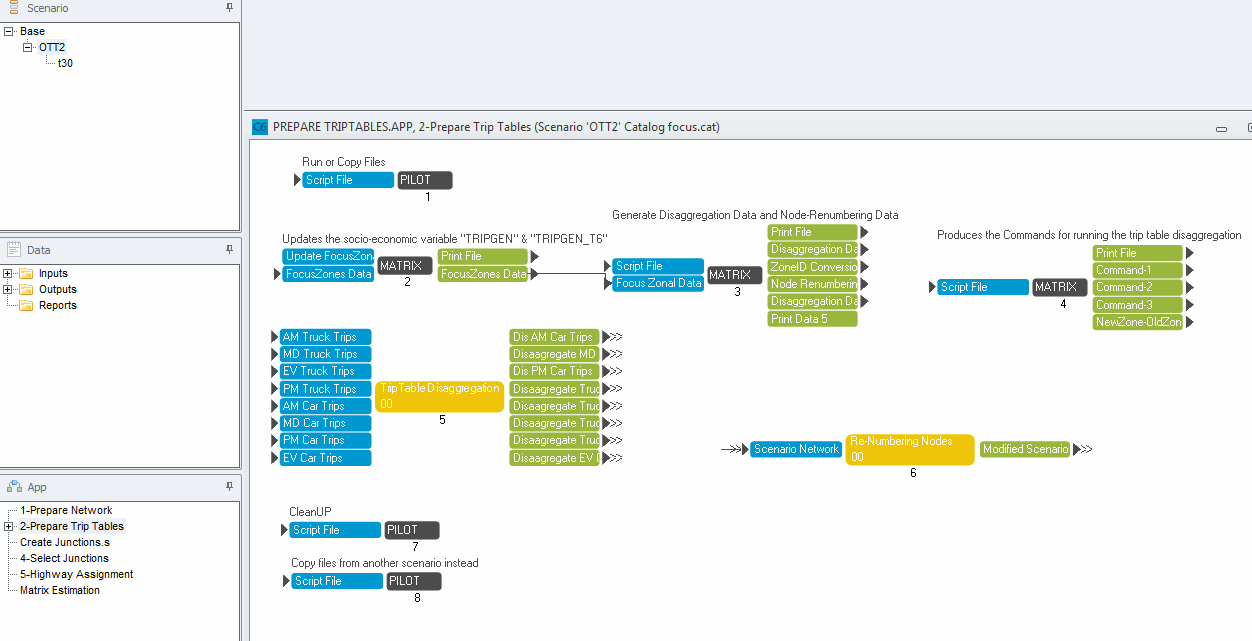 Scenario
Base
OTT2
t30
Data
Inputs
Outputs
Reports
App
1-Prepare Network
2-Prepare Trip Tables
Create Junctions.s
4-Select Junctions
5-Highway Assignment
Matrix Estimation
C6 PREPARE TRIPTABLES.APP, 2-Prepare Trip Tables (Scenario 'OTT2' Catalog focus.cat)
Run or Copy Files
Script File PILOT
1
Updates the socio-economic variable "TRIPGEN" & "TRIPGEN_T6"
Update FocusZon
FocusZones Data
MATRIX
2
Print File
FocusZones Data
Generate Disaggregation Data and Node-Renumbering Data
Script File
Focus Zonal Data
MATRIX
3
Print File
Disaggregation Da
ZoneID Conversio
Node Renumberin
Disaggregation Da
Print Data 5
Produces the Commands for running the trip table disaggregation
Script File MATRIX
4
Print File
Command-1
Command-2
Command-3
NewZone-OldZon
AM Truck Trips
MD Truck Trips
EV Truck Trips
PM Truck Trips
AM Car Trips
MD Car Trips
PM Car Trips
EV Car Trips
Trip Table Disaggregation
00
5
Dis AM Car Trips
Disaagregate MD
Dis PM Car Trips
Disaagregate Truc
Disaagregate Truc
Disaagregate Truc
Disaagregate Truc
Disaagregate EV (
Scenario Network
Re-Numbering Nodes
00
6
Modified Scenario
CleanUP
Script File PILOT
7
Copy files from another scenario instead
Script File PILOT
8